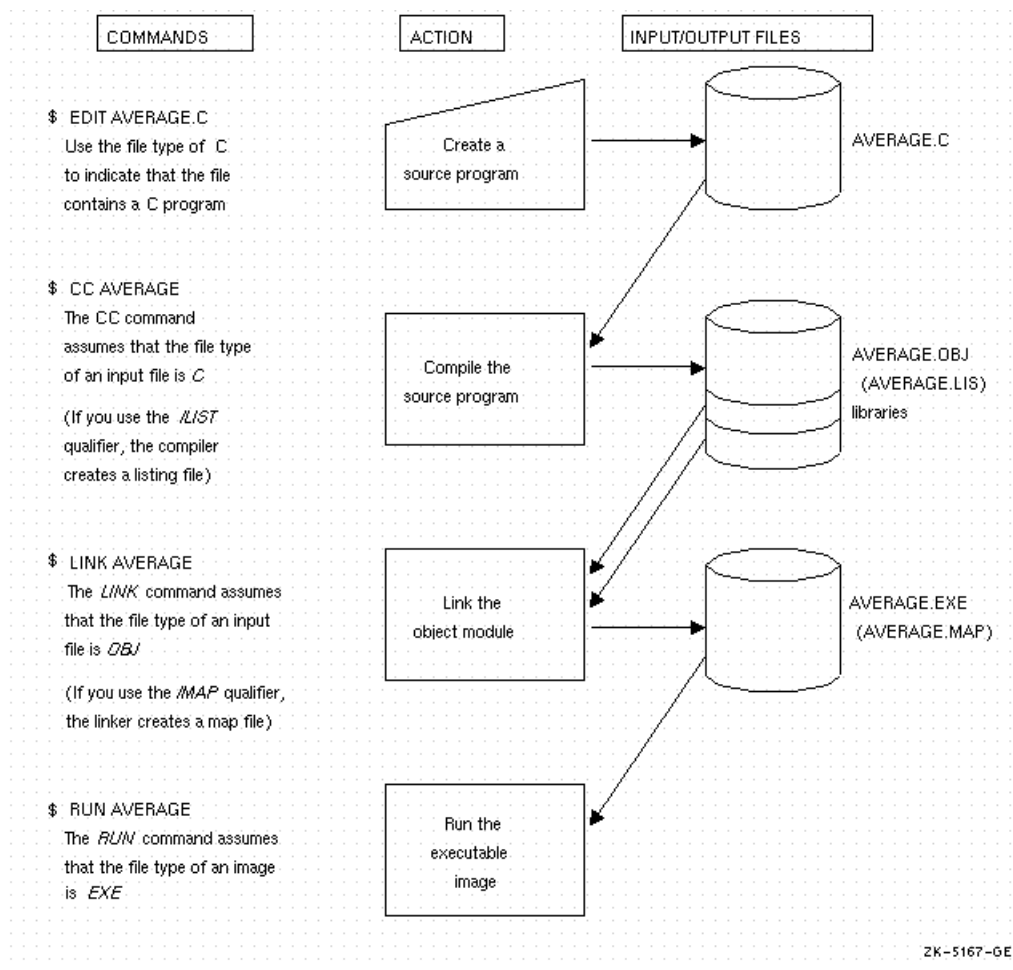 COMMANDS
ACTION
INPUT/OUTPUT FILES
$ EDIT AVERAGE.C
Use the file type of C
to indicate that the file
contains a C program
Create a
source program
AVERAGE.C
$ CC AVERAGE
The CC command
assumes that the file type
of an input file is C
(If you use the /LIST
qualifier, the compiler
creates a listing file)
Compile the
source program
AVERAGE.OBJ
(AVERAGE.LIS)
libraries
$ LINK AVERAGE
The LINK command assumes
that the file type of an input
file is OBJ
(If you use the /MAP qualifier,
the linker creates a map file)
Link the
object module
AVERAGE.EXE
(AVERAGE.MAP)
$ RUN AVERAGE
The RUN command assumes
that the file type of an image
is EXE
Run the
executable
image
ZK-5167-GE